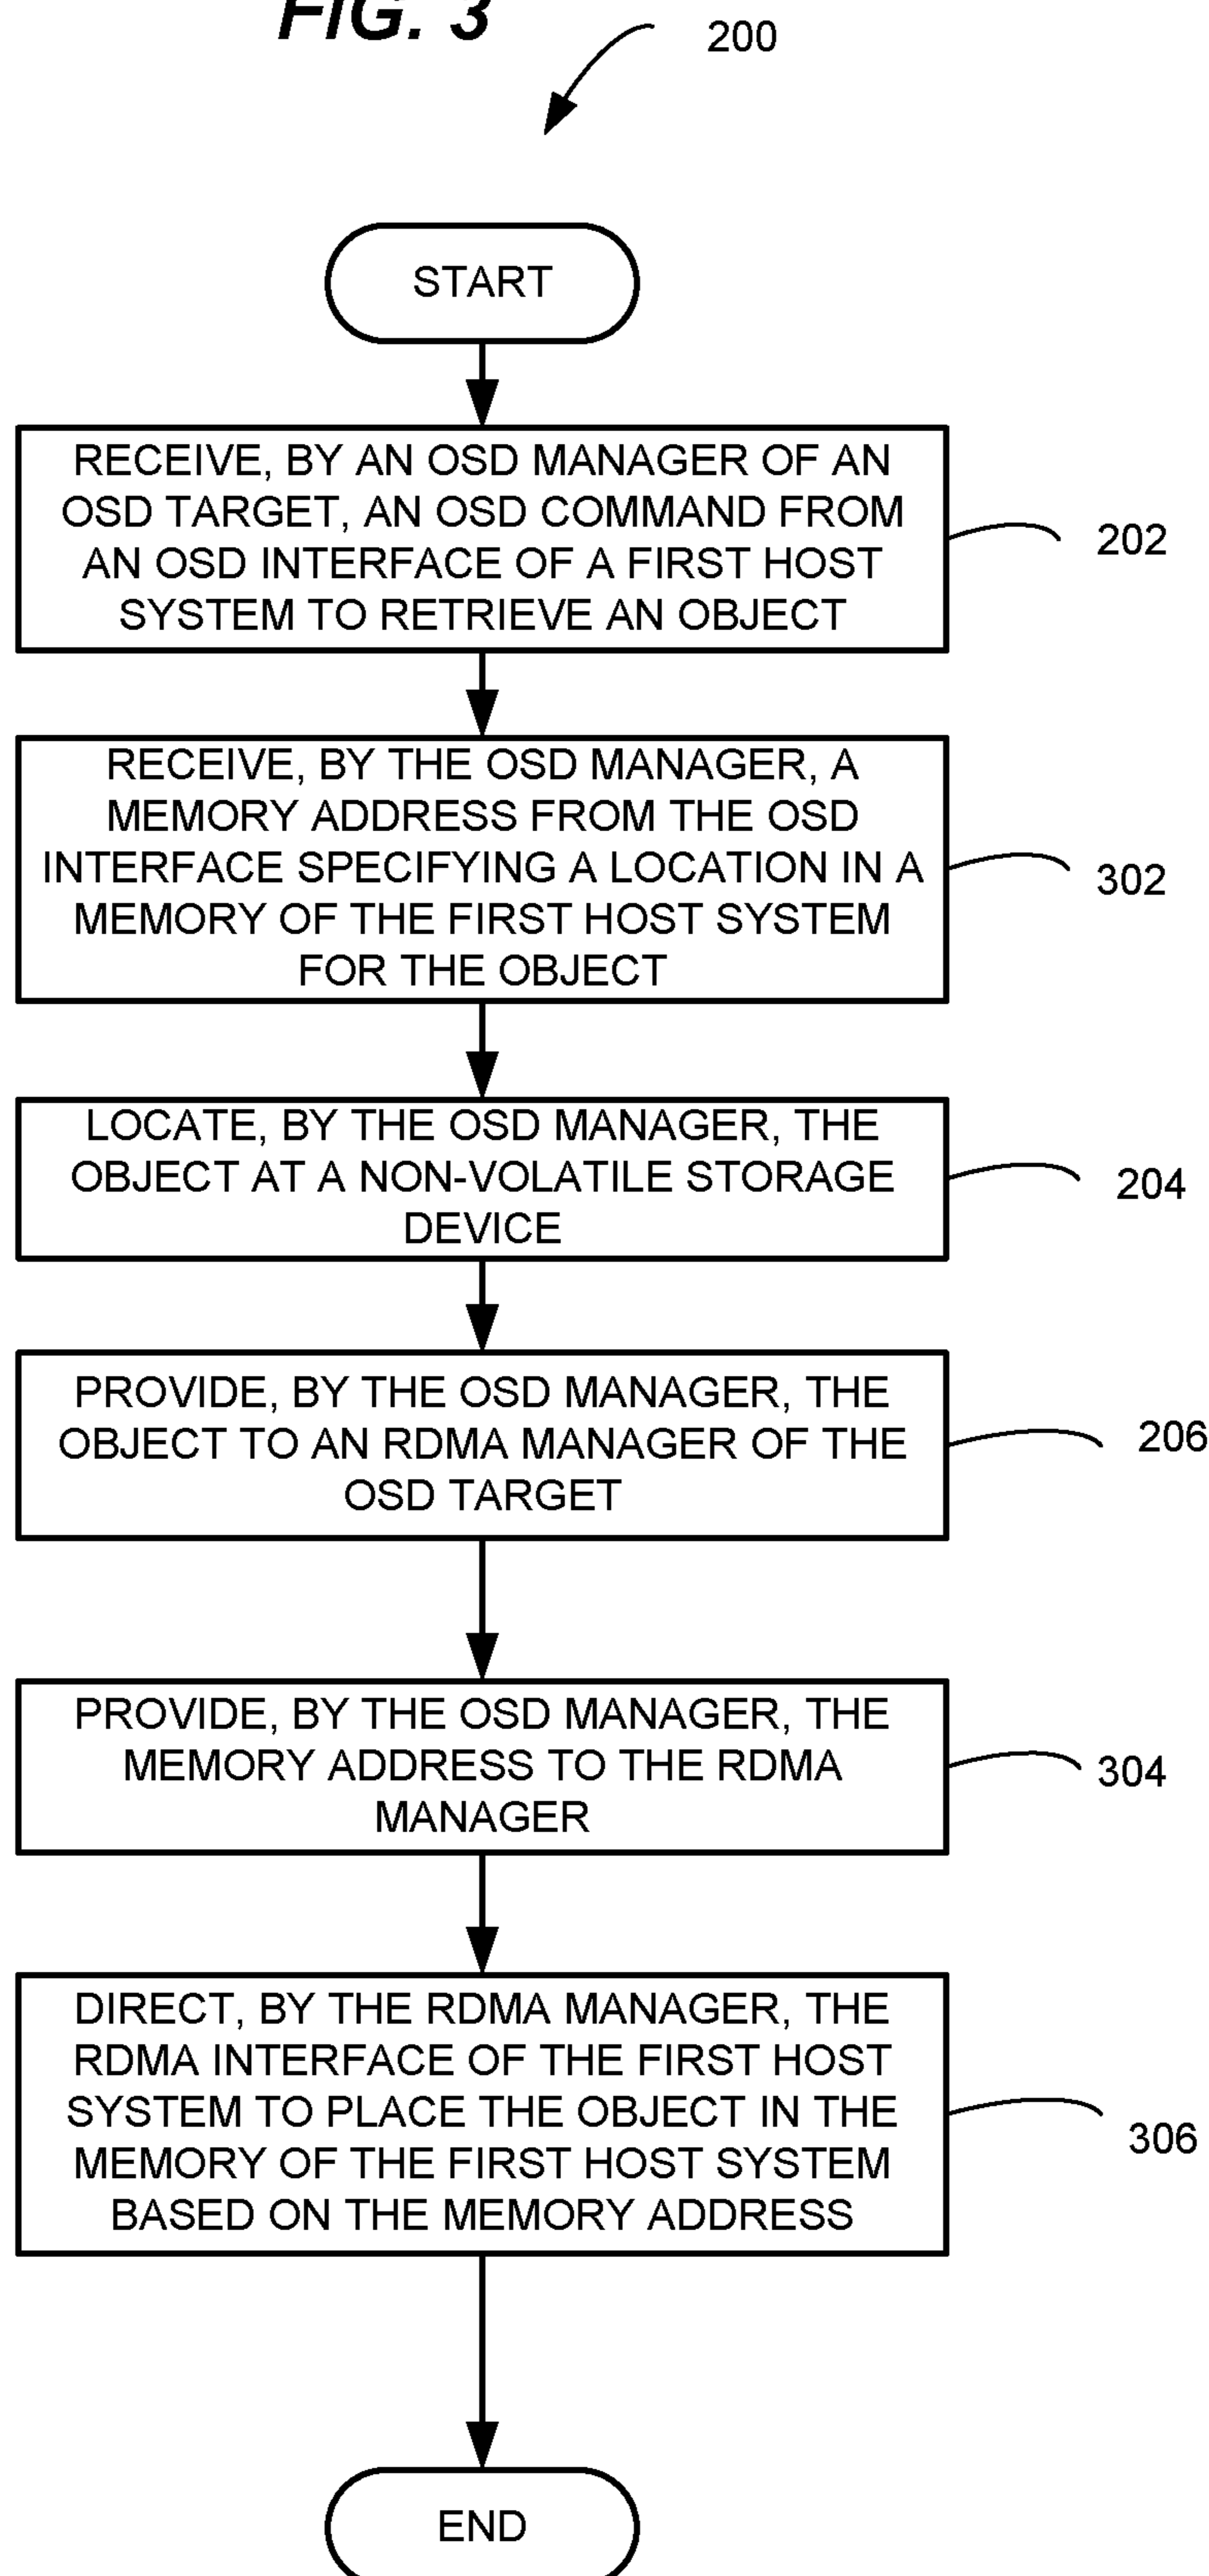 FIG. 3
200
START
RECEIVE, BY AN OSD MANAGER OF AN
OSD TARGET, AN OSD COMMAND FROM
AN OSD INTERFACE OF A FIRST HOST
SYSTEM TO RETRIEVE AN OBJECT
202
RECEIVE, BY THE OSD MANAGER, A
MEMORY ADDRESS FROM THE OSD
INTERFACE SPECIFYING A LOCATION IN A
MEMORY OF THE FIRST HOST SYSTEM
FOR THE OBJECT
302
LOCATE, BY THE OSD MANAGER, THE
OBJECT AT A NON-VOLATILE STORAGE
DEVICE
204
PROVIDE, BY THE OSD MANAGER, THE
OBJECT TO AN RDMA MANAGER OF THE
OSD TARGET
206
PROVIDE, BY THE OSD MANAGER, THE
MEMORY ADDRESS TO THE RDMA
MANAGER
304
DIRECT, BY THE RDMA MANAGER, THE
RDMA INTERFACE OF THE FIRST HOST
SYSTEM TO PLACE THE OBJECT IN THE
MEMORY OF THE FIRST HOST SYSTEM
BASED ON THE MEMORY ADDRESS
306
END